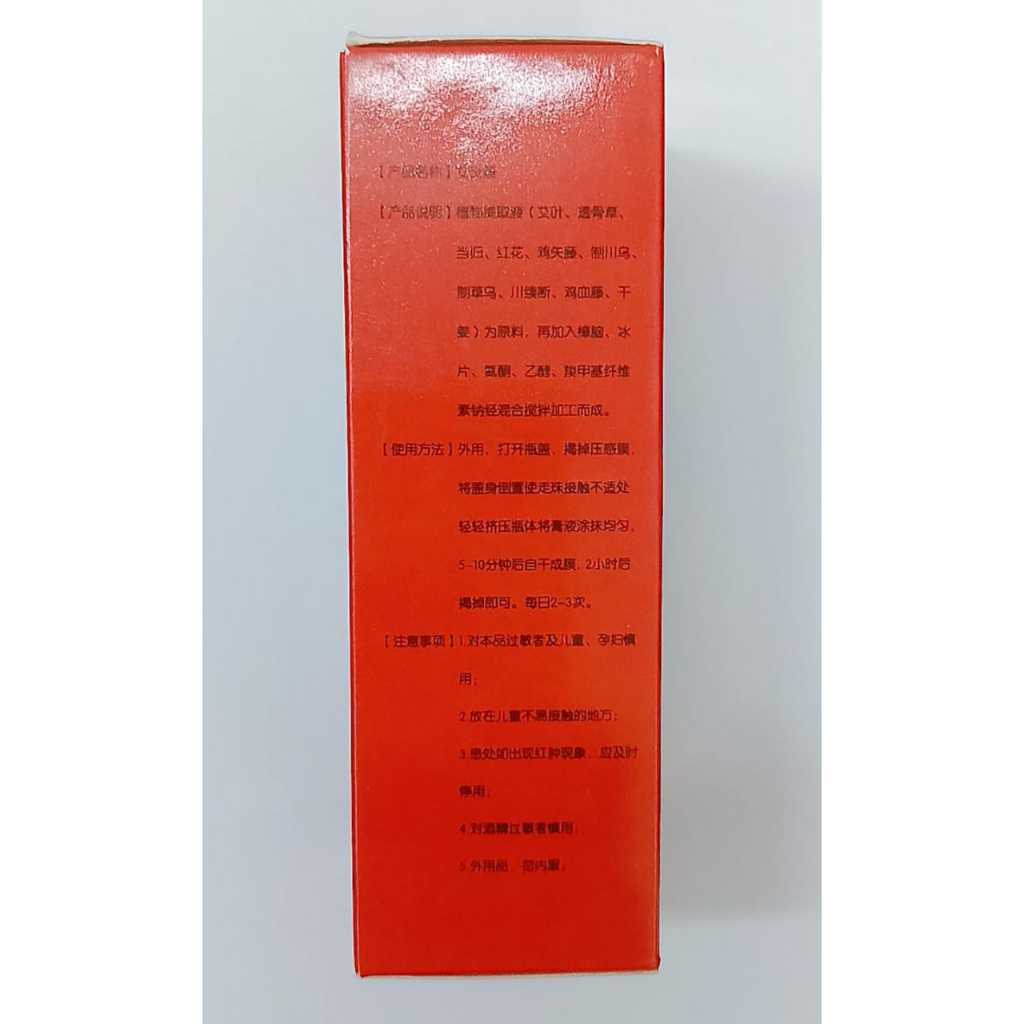 【产品名称】艾灸液
【产品说明】植物提取液（艾叶、透骨草、
当归、红花、鸡矢藤、制川乌、
制草乌、川续断、鸡血藤、干
姜）为原料，再加入樟脑、冰
片、氮酮、乙醇、羧甲基纤维
素钠经混合搅拌加工而成。
【使用方法】外用，打开瓶盖、揭掉压感膜，
将盖身倒置使走珠接触不适处
轻轻挤压瓶体将膏液涂抹均匀，
5-10分钟后自干成膜，2小时后
揭掉即可。每日2-3次。
【注意事项】1.对本品过敏者及儿童、孕妇慎
用；
2.放在儿童不易接触的地方；
3.患处如出现红肿现象，应及时
停用；
4.对酒精过敏者慎用；
5.外用品，忽内服。